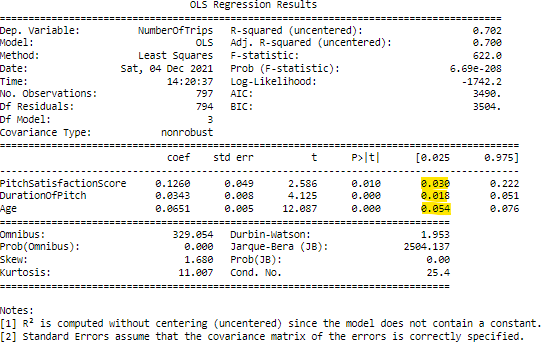 OLS Regression Results
==============================================================================
Dep. Variable: NumberOfTrips R-squared (uncentered): 0.702
Model: OLS Adj. R-squared (uncentered): 0.700
Method: Least Squares F-statistic: 622.0
Date: Sat, 04 Dec 2021 Prob (F-statistic): 6.69e-208
Time: 14:20:37 Log-Likelihood: -1742.2
No. Observations: 797 AIC: 3490.
Df Residuals: 794 BIC: 3504.
Df Model: 3
Covariance Type: nonrobust
==============================================================================
coef std err t P>|t| [0.025 0.975]
------------------------------------------------------------------------------
PitchSatisfactionScore 0.1260 0.049 2.586 0.010 0.030 0.222
DurationOfPitch 0.0343 0.008 4.125 0.000 0.018 0.051
Age 0.0651 0.005 12.087 0.000 0.054 0.076
==============================================================================
Omnibus: 329.054 Durbin-Watson: 1.953
Prob(Omnibus): 0.000 Jarque-Bera (JB): 2504.137
Skew: 1.680 Prob(JB): 0.00
Kurtosis: 11.007 Cond. No. 25.4
==============================================================================
Notes:
[1] R² is computed without centering (uncentered) since the model does not contain a constant.
[2] Standard Errors assume that the covariance matrix of the errors is correctly specified.